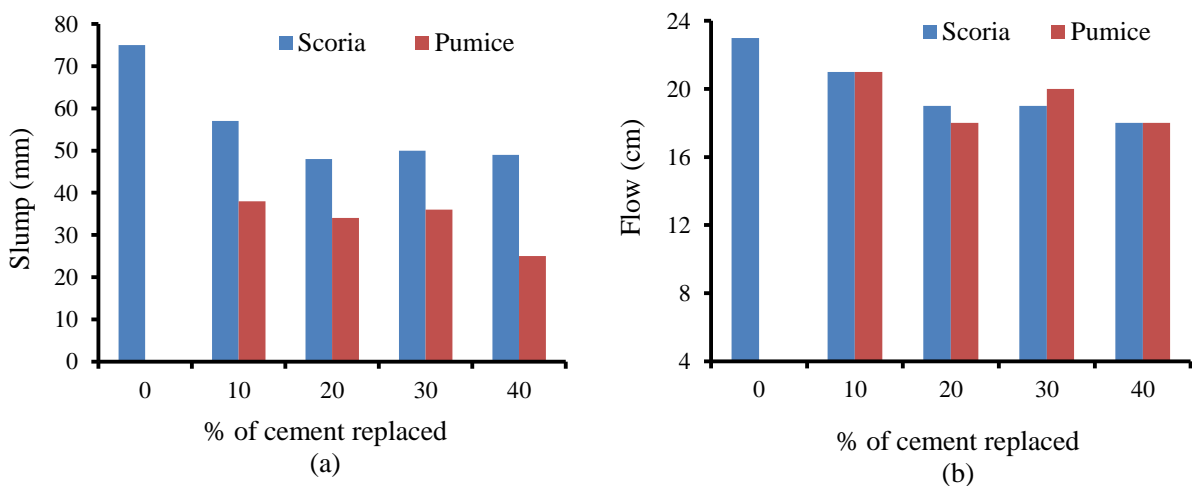 Scoria Pumice
Slump (mm)
80
70
60
50
40
30
20
10
0
0 10 20 30 40
% of cement replaced
(a)
Scoria Pumice
Flow (cm)
24
20
16
12
8
4
0 10 20 30 40
% of cement replaced
(b)